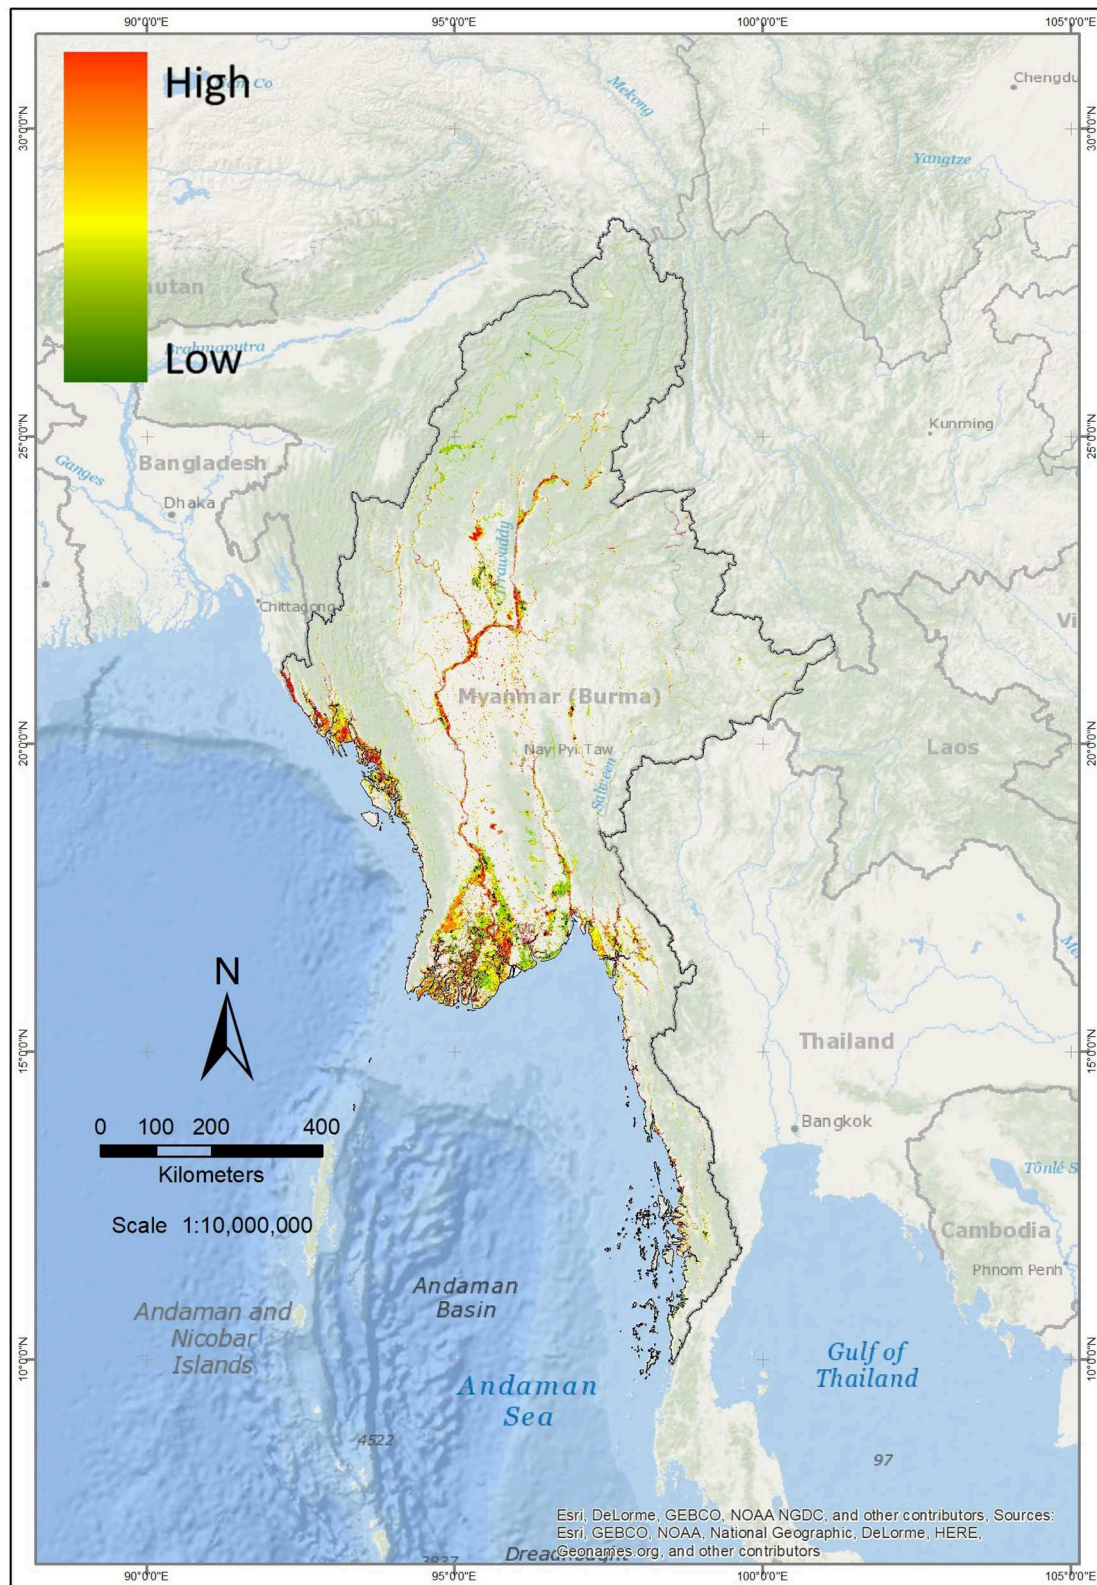 90°0'0"E 95°0'0"E 100°0'0"E 105°0'0"E
High
Low
Co
Mekong
Chengdu
Yangtze
30°0'0"N
30°0'0"N
hutan
Brahmaputra
25°0'0"N
25°0'0"N
Kunming
Bangladesh
Ganges
Dhaka
Irrawaddy
Chittagong
Vi
Myanmar (Burma)
20°0'0"N
20°0'0"N
Nay Pyi Taw
Laos
Salween
N
15°0'0"N
15°0'0"N
Thailand
Bangkok
0 100 200 400
Kilometers
Scale 1:10,000,000
Tônlé S
Cambodia
Phnom Penh
Andaman
Basin
Andaman and
Nicobar
Islands
10°0'0"N
10°0'0"N
Gulf of
Thailand
Andaman
Sea
4522
97
Esri, DeLorme, GEBCO, NOAA NGDC, and other contributors, Sources:
Esri, GEBCO, NOAA, National Geographic, DeLorme, HERE,
Geonames.org, and other contributors
3837
Dreadnought
90°0'0"E 95°0'0"E 100°0'0"E 105°0'0"E